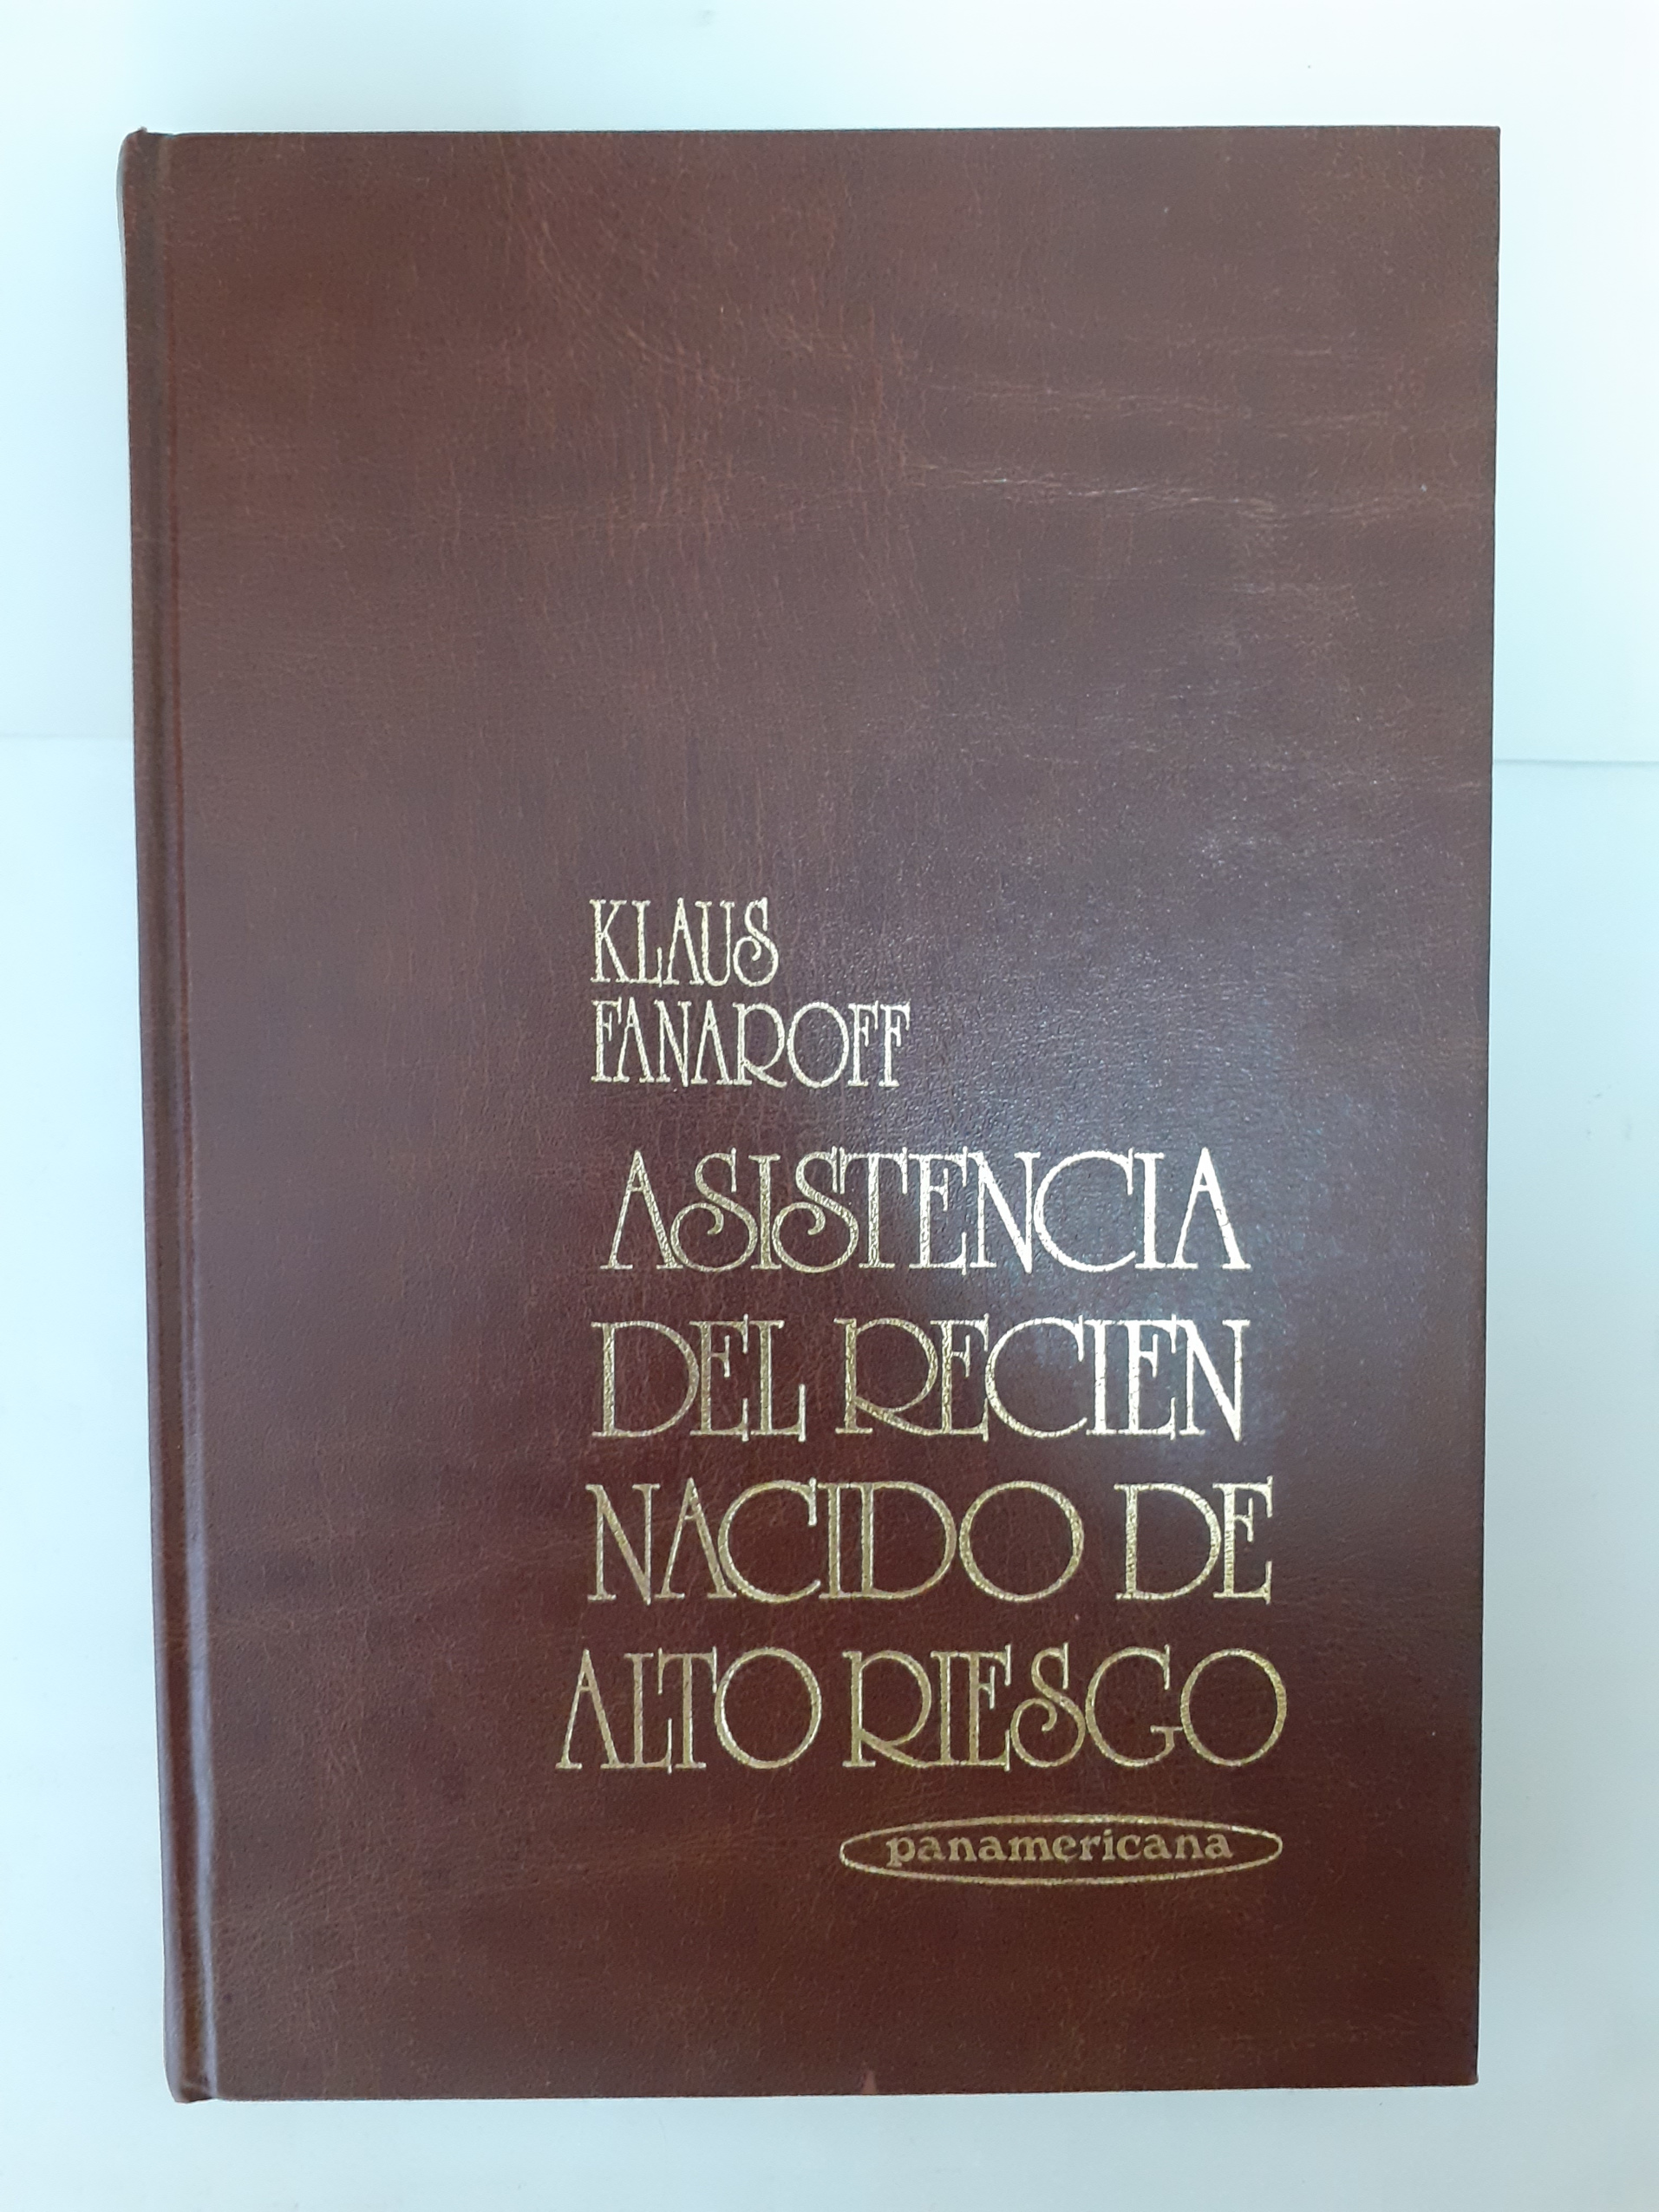 KLAUS
FANAROFF
ASISTENCIA
DEL RECIEN
NACIDO DE
ALTO RIESGO
panamericana